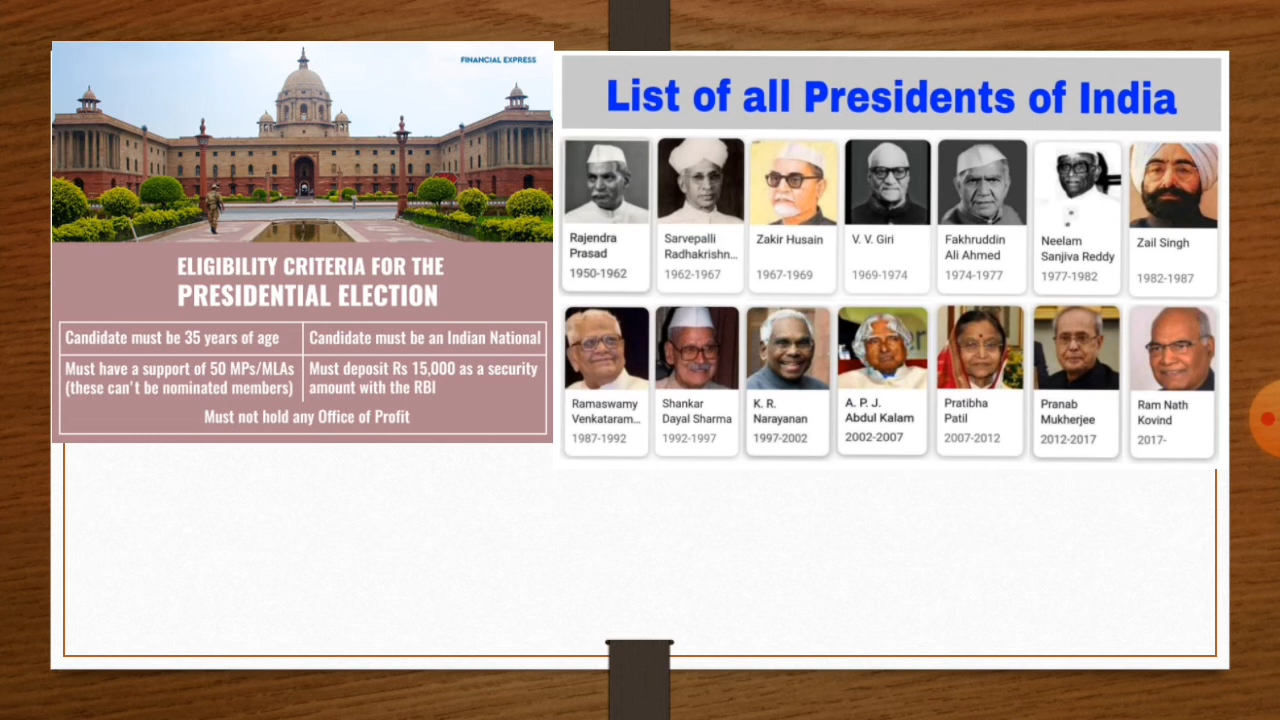 FINANCIAL EXPRESS
ELIGIBILITY CRITERIA FOR THE
PRESIDENTIAL ELECTION
Candidate must be 35 years of age
Candidate must be an Indian National
Must have a support of 50 MPs/MLAs
(these can't be nominated members)
Must deposit Rs 15,000 as a security
amount with the RBI
Must not hold any Office of Profit
List of all Presidents of India
Rajendra
Prasad
1950-1962
Sarvepalli
Radhakrishn...
1962-1967
Zakir Husain
1967-1969
V. V. Giri
1969-1974
Fakhruddin
Ali Ahmed
1974-1977
Neelam
Sanjiva Reddy
1977-1982
Zail Singh
1982-1987
Ramaswamy
Venkataram...
1987-1992
Shankar
Dayal Sharma
1992-1997
K. R.
Narayanan
1997-2002
A. P. J.
Abdul Kalam
2002-2007
Pratibha
Patil
2007-2012
Pranab
Mukherjee
2012-2017
Ram Nath
Kovind
2017-